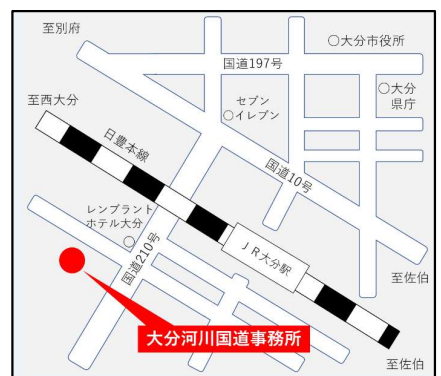 至別府
○大分市役所
国道197号
○大分
県庁
至西大分
セブン
○イレブン
日豊本線
国道10号
レンブラント
ホテル大分
○
国道210号
JR大分駅
至佐伯
大分河川国道事務所
至佐伯